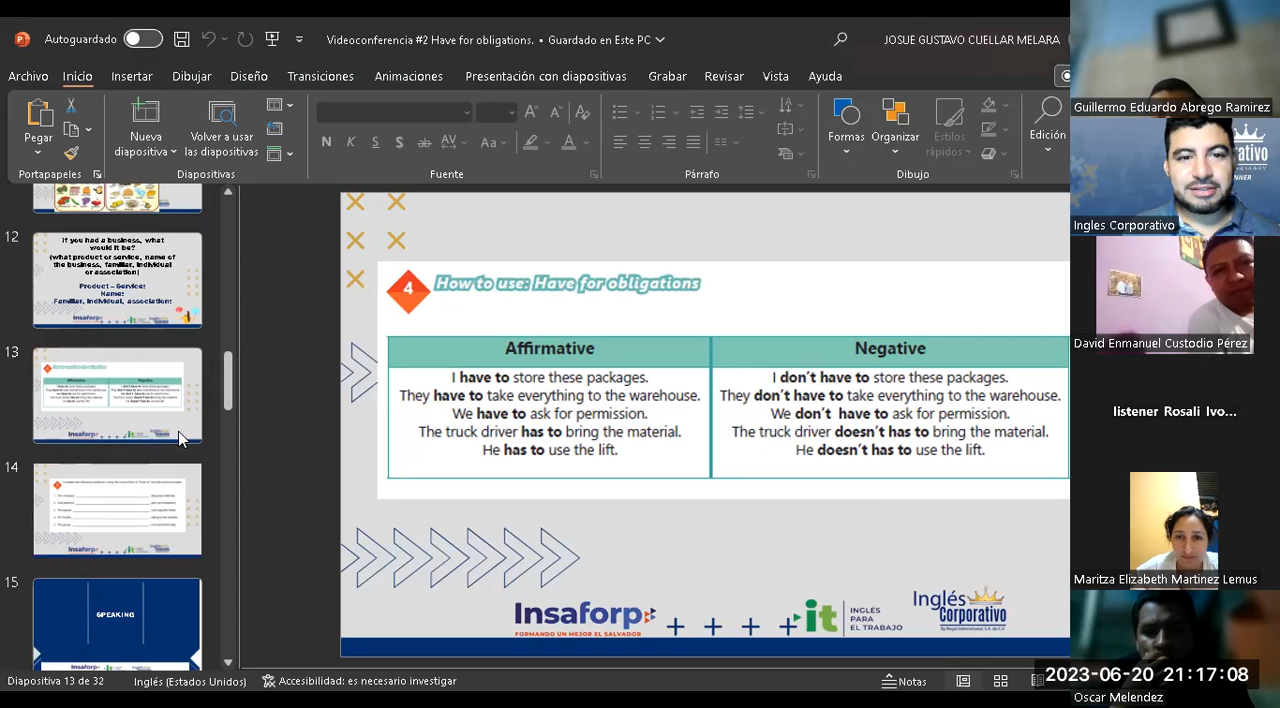 Autoguardado
Videoconferencia #2 Have for obligations. • Guardado en Este PC
JOSUE GUSTAVO CUELLAR MELARA
Archivo Inicio Insertar Dibujar Diseño Transiciones Animaciones Presentación con diapositivas Grabar Revisar Vista Ayuda
Pegar
Nueva diapositiva
Volver a usar las diapositivas
N K S S ab AV Aa A
Formas
Organizar
Estilos rápidos
Edición
Portapapeles
Diapositivas
Fuente
Párrafo
Dibujo
12
If you had a business, what
would it be?
(what product or service, name of
the business, familiar, individual
or association)
Product – Service:
Name:
Familiar, individual, association:
13
14
15
SPEAKING
4
How to use: Have for obligations
Affirmative
I have to store these packages.
They have to take everything to the warehouse.
We have to ask for permission.
The truck driver has to bring the material.
He has to use the lift.
Negative
I don't have to store these packages.
They don't have to take everything to the warehouse.
We don't have to ask for permission.
The truck driver doesn't has to bring the material.
He doesn't has to use the lift.
Insaforp
FORMANDO UN MEJOR EL SALVADOR
it
INGLÉS
PARA
EL TRABAJO
Inglés
Corporativo
Diapositiva 13 de 32
Inglés (Estados Unidos)
Accesibilidad: es necesario investigar
Notas
Guillermo Eduardo Abrego Ramirez
Ingles Corporativo
David Enmanuel Custodio Pérez
listener Rosali Ivo...
Maritza Elizabeth Martinez Lemus
2023-06-20 21:17:08
Oscar Melendez